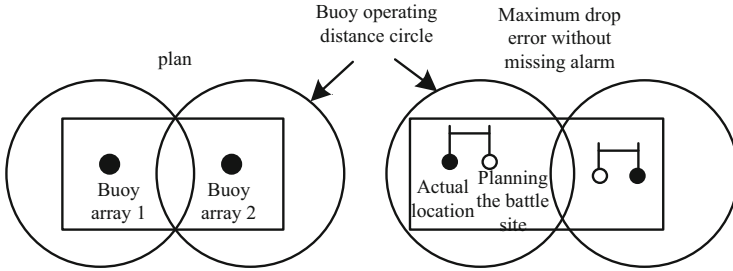 plan
Buoy operating
distance circle
Maximum drop
error without
missing alarm
Buoy
array 1
Buoy
array 2
Actual
location
Planning
the battle
site